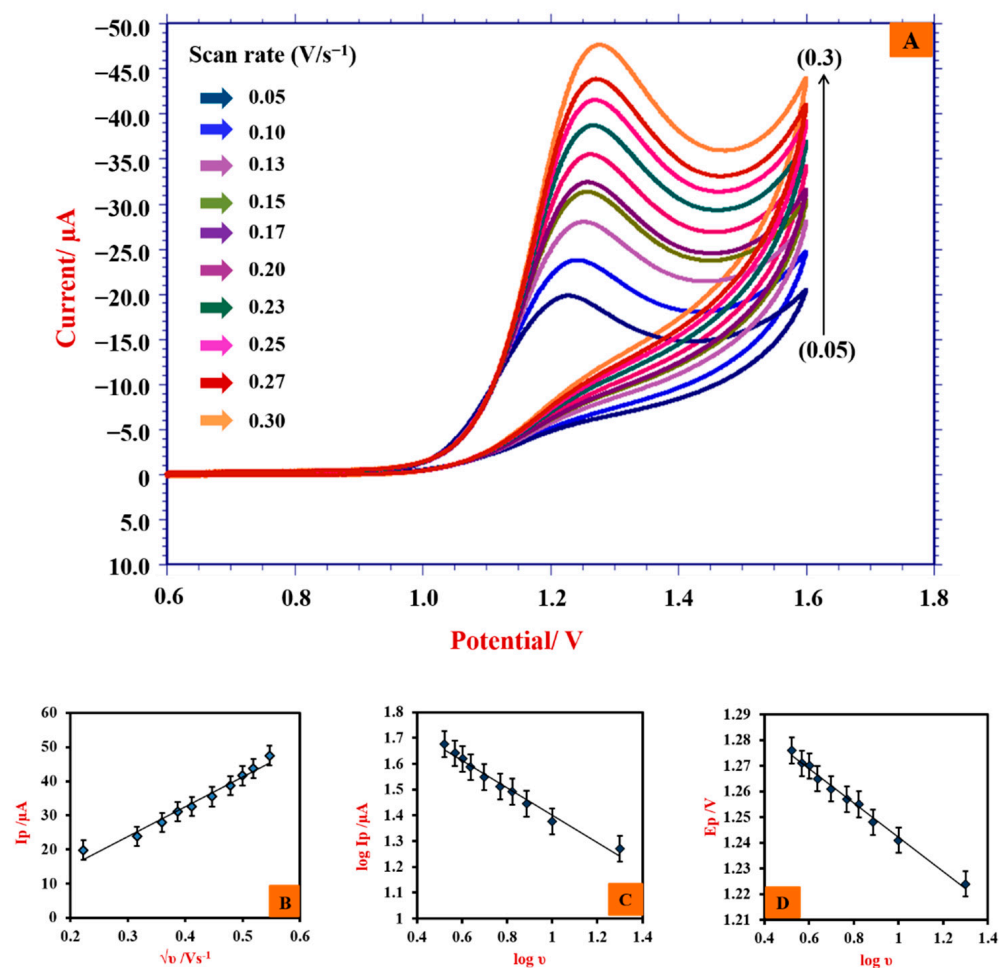 A
Scan rate (V/s⁻¹)
0.05
0.10
0.13
0.15
0.17
0.20
0.23
0.25
0.27
0.30
(0.3)
(0.05)
−50.0
−45.0
−40.0
−35.0
−30.0
−25.0
−20.0
−15.0
−10.0
−5.0
0
5.0
10.0
Current/ µA
0.6 0.8 1.0 1.2 1.4 1.6 1.8
Potential/ V
60
50
40
30
20
10
0
Ip /µA
0.2 0.3 0.4 0.5 0.6
√υ /Vs⁻¹
B
1.8
1.7
1.6
1.5
1.4
1.3
1.2
1.1
1
log Ip /µA
0.4 0.6 0.8 1 1.2 1.4
log υ
C
1.29
1.28
1.27
1.26
1.25
1.24
1.23
1.22
1.21
Ep /V
0.4 0.6 0.8 1 1.2 1.4
log υ
D